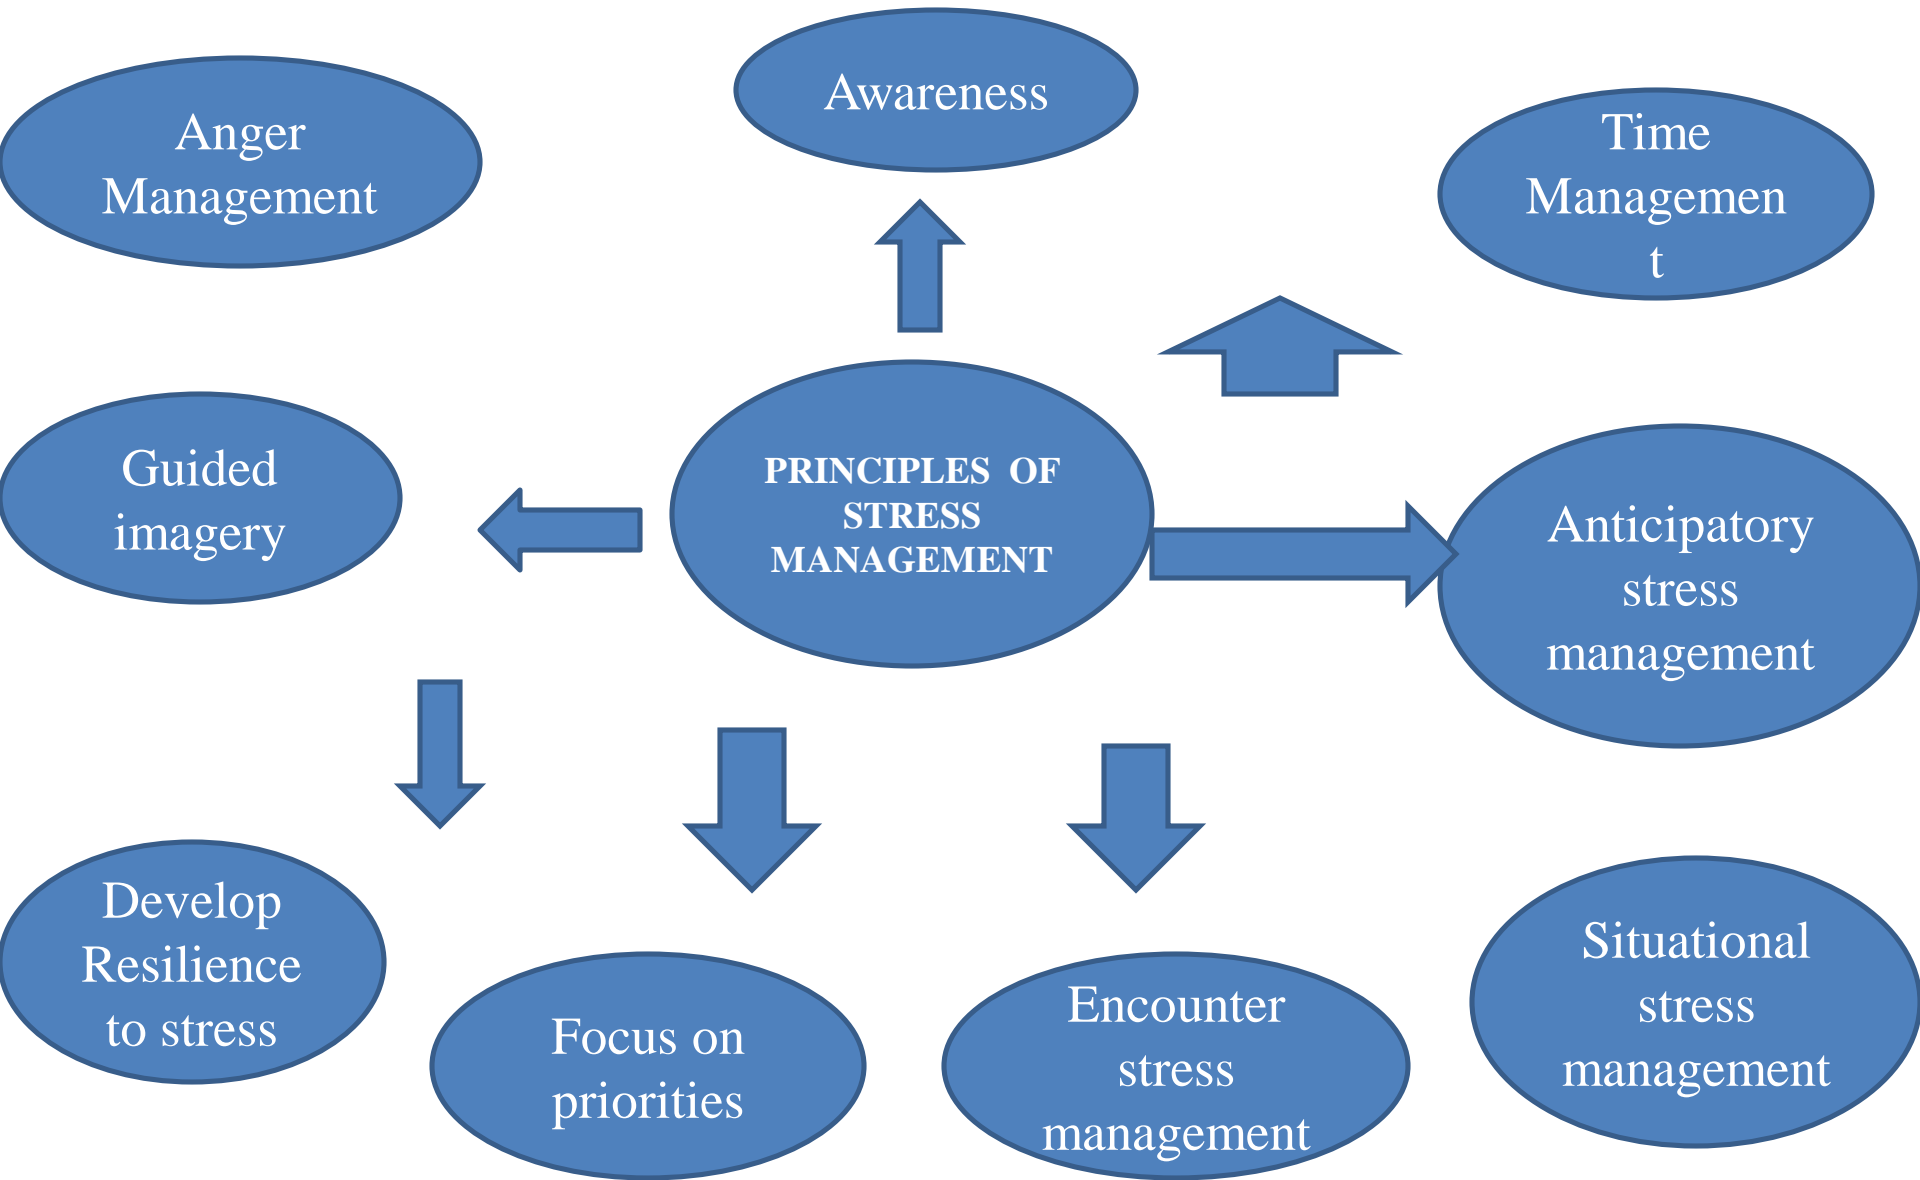 Awareness
Anger
Management
Time
Managemen
t
Guided
imagery
PRINCIPLES OF
STRESS
MANAGEMENT
Anticipatory
stress
management
Develop
Resilience
to stress
Focus on
priorities
Encounter
stress
management
Situational
stress
management